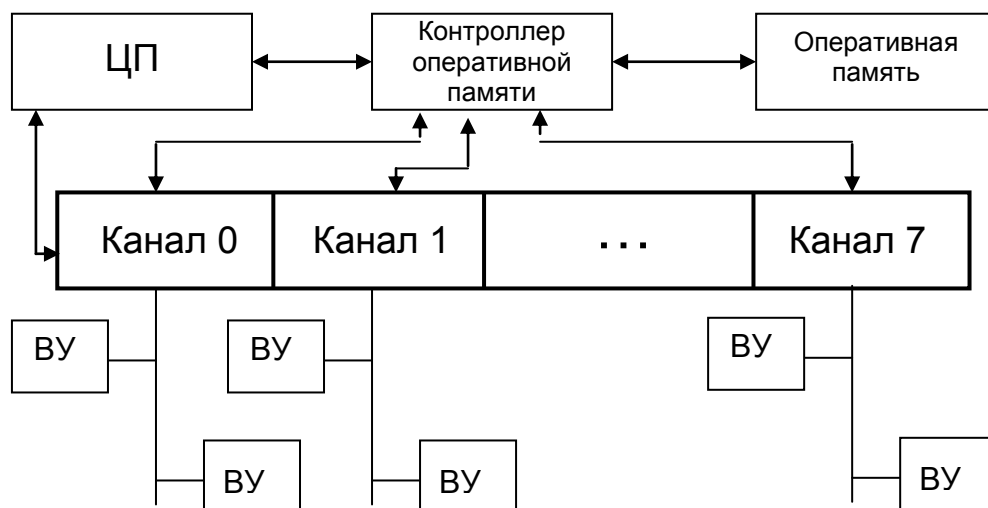 ЦП
Контроллер
оперативной
памяти
Оперативная
память
Канал 0
Канал 1
...
Канал 7
ВУ
ВУ
ВУ
ВУ
ВУ
ВУ